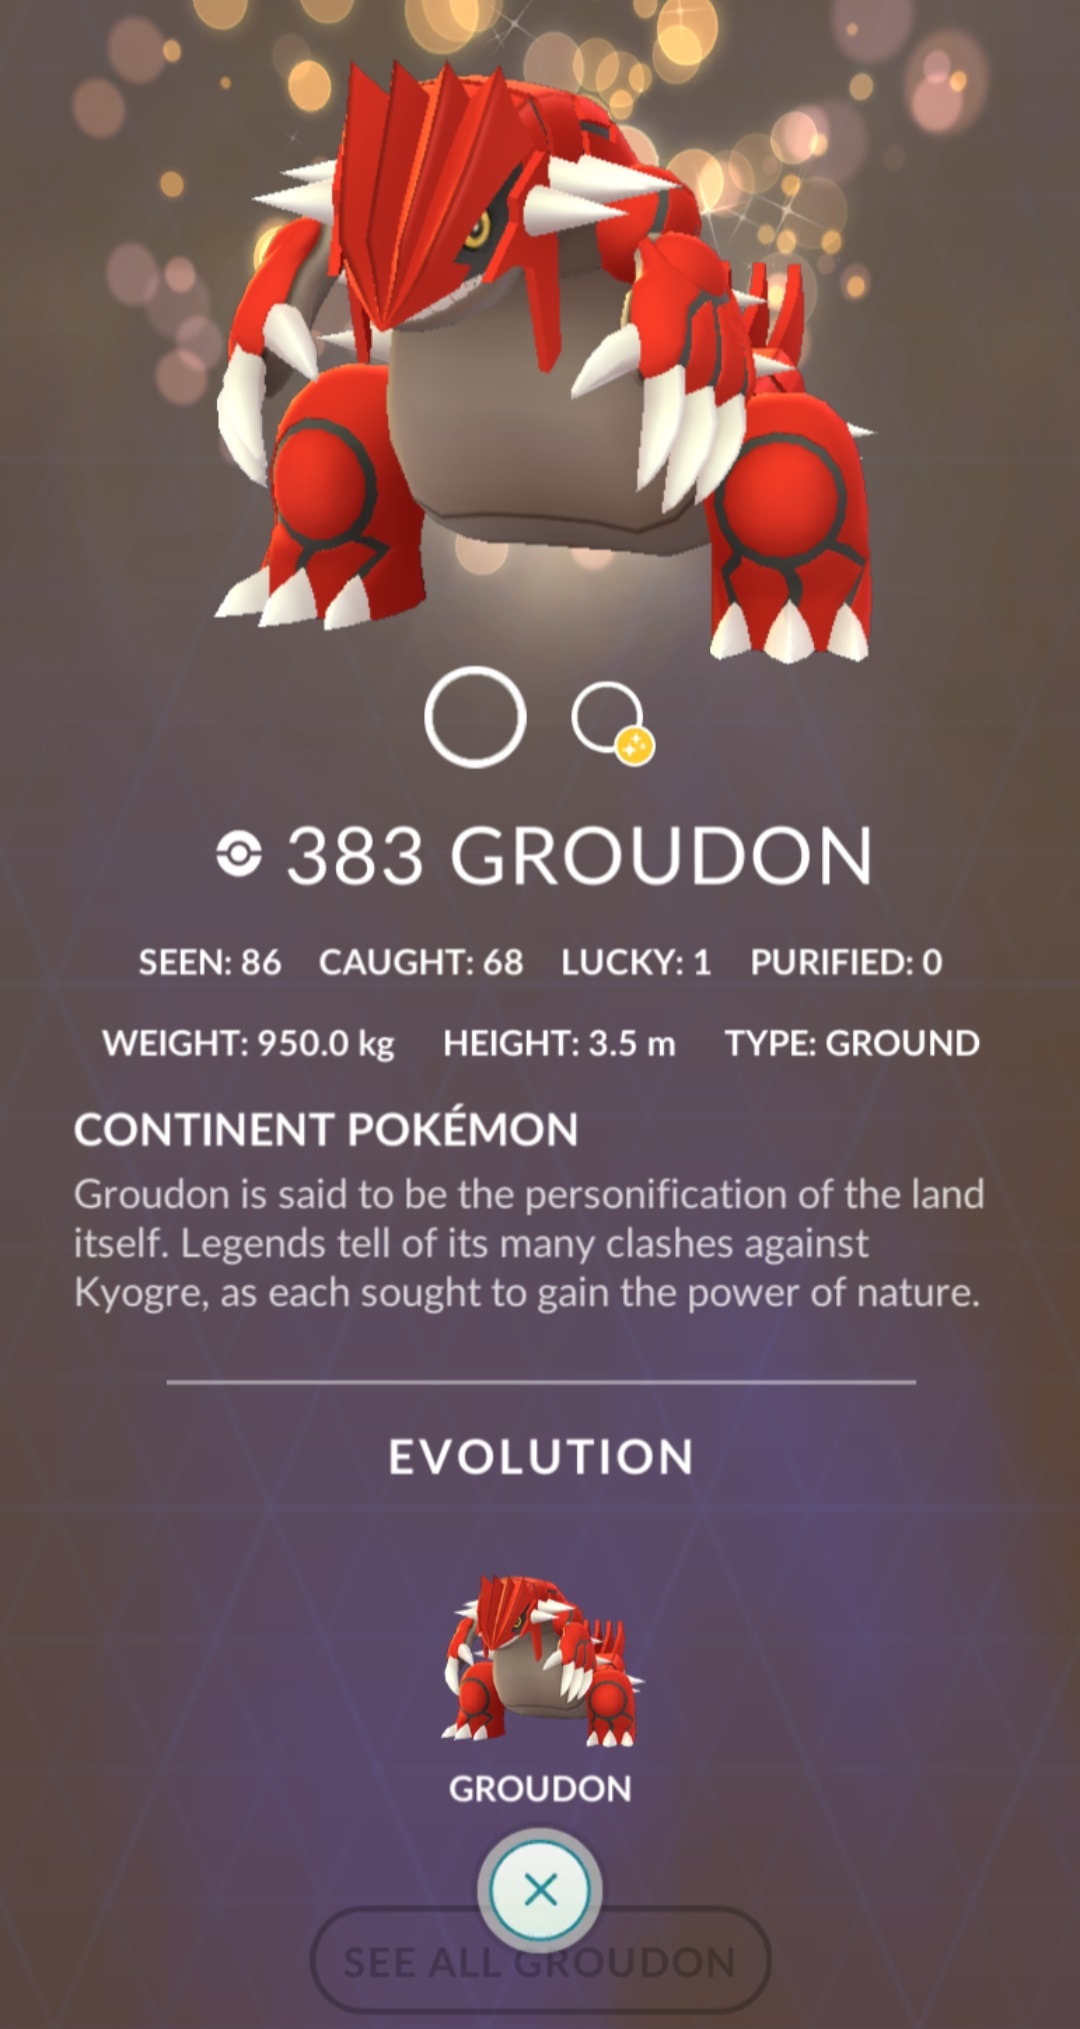 383 GROUDON
SEEN: 86 CAUGHT: 68 LUCKY: 1 PURIFIED: 0
WEIGHT: 950.0 kg HEIGHT: 3.5 m TYPE: GROUND
CONTINENT POKÉMON
Groudon is said to be the personification of the land
itself. Legends tell of its many clashes against
Kyogre, as each sought to gain the power of nature.
EVOLUTION
GROUDON
SEE ALL GROUDON